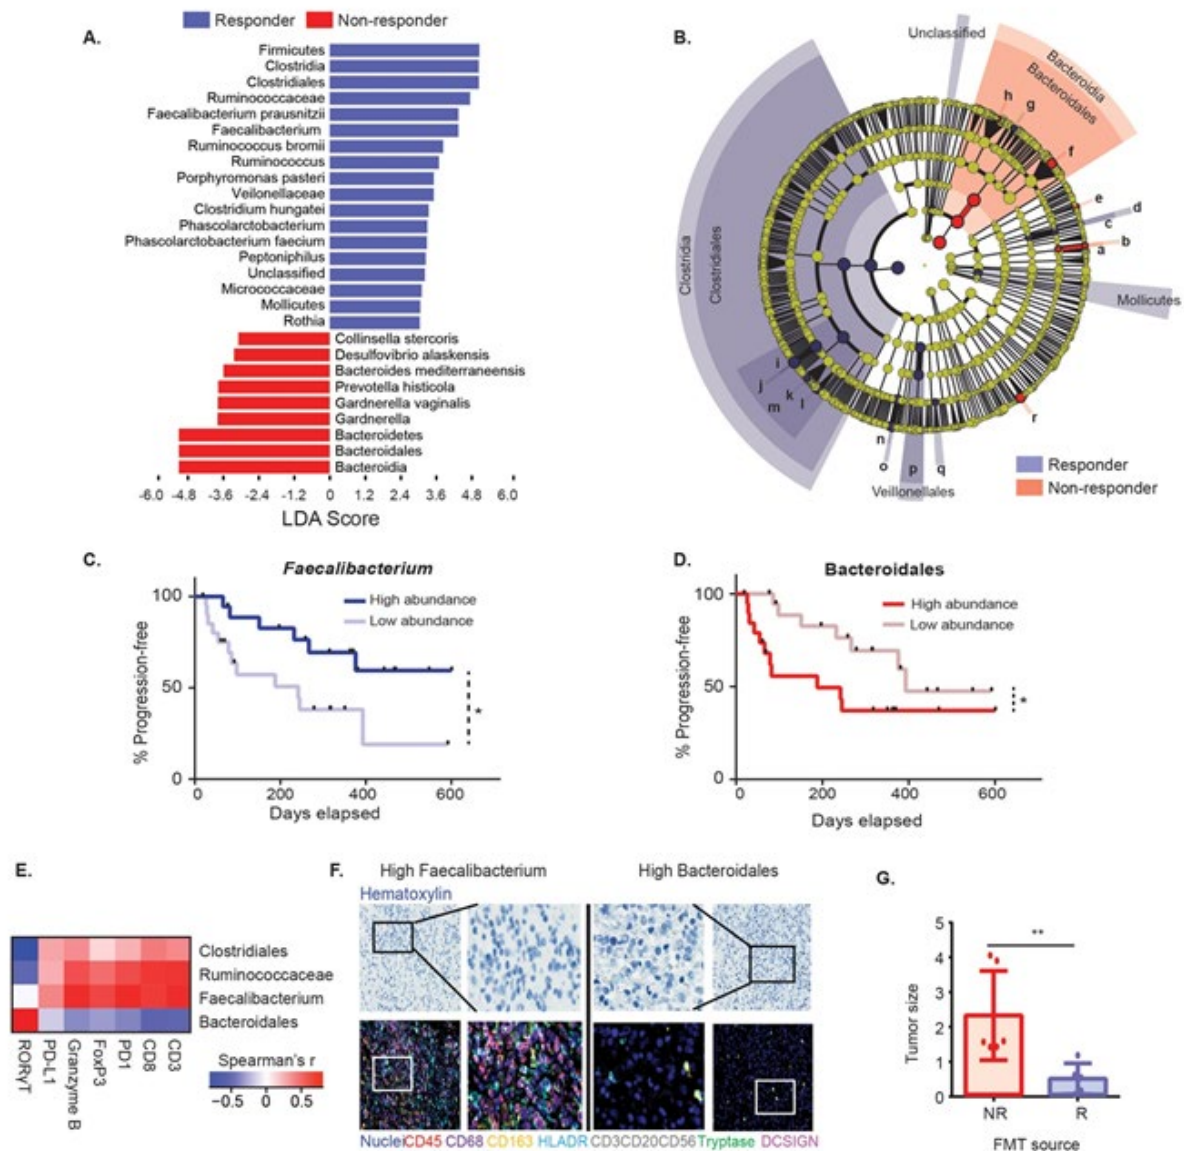 Responder Non-responder
A.
Firmicutes
Clostridia
Clostridiales
Ruminococcaceae
Faecalibacterium prausnitzii
Faecalibacterium
Ruminococcus bromii
Ruminococcus
Porphyromonas pasteri
Veilonellaceae
Clostridium hungatei
Phascolarctobacterium
Phascolarctobacterium faecium
Peptoniphilus
Unclassified
Micrococcaceae
Mollicutes
Rothia
Collinsella stercoris
Desulfovibrio alaskensis
Bacteroides mediterraneensis
Prevotella histicola
Gardnerella vaginalis
Gardnerella
Bacteroidetes
Bacteroidales
Bacteroidia
-6.0 -4.8 -3.6 -2.4 -1.2 0 1.2 2.4 3.6 4.8 6.0
LDA Score
B.
Unclassified
Bacteroidia
Bacteroidales
h g
f
e
d
c
b
a
Clostridia
Clostridiales
Mollicutes
i
j
k l
m
n
o p q
r
Veillonellales
Responder
Non-responder
C.
Faecalibacterium
High abundance
Low abundance
% Progression-free
100
50
0
0 200 400 600
Days elapsed
*
D.
Bacteroidales
High abundance
Low abundance
% Progression-free
100
50
0
0 200 400 600
Days elapsed
*
E.
Clostridiales
Ruminococcaceae
Faecalibacterium
Bacteroidales
RORγT
PD-L1
Granzyme B
FoxP3
PD1
CD8
CD3
Spearman's r
−0.5 0 0.5
F.
High Faecalibacterium High Bacteroidales
Hematoxylin
NucleiCD45 CD68 CD163 HLADR CD3CD20CD56Tryptase DCSIGN
G.
Tumor size
5
4
3
2
1
0
**
NR R
FMT source